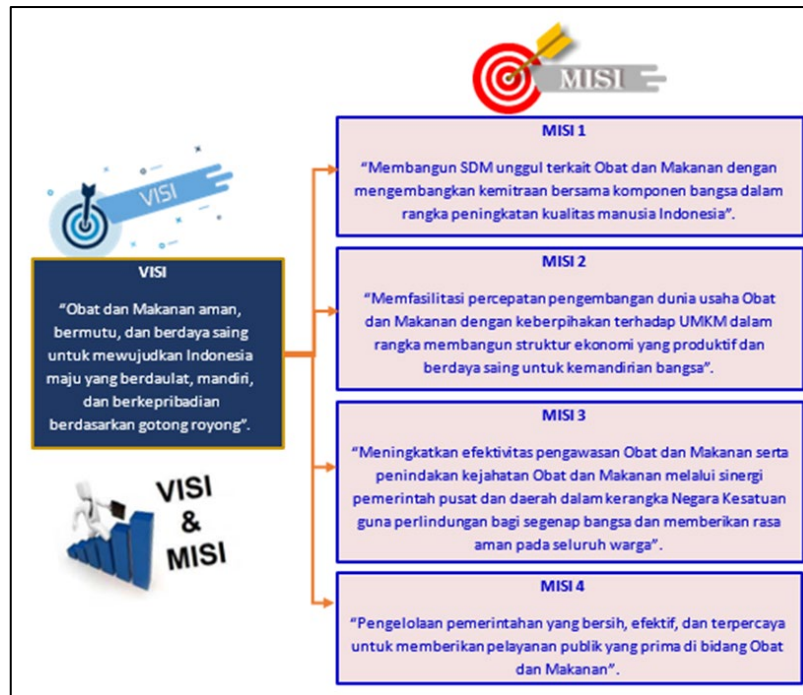 MISI
VISI
VISI
“Obat dan Makanan aman,
bermutu, dan berdaya saing
untuk mewujudkan Indonesia
maju yang berdaulat, mandiri,
dan berkepribadian
berdasarkan gotong royong”.
VISI
&
MISI
MISI 1
“Membangun SDM unggul terkait Obat dan Makanan dengan
mengembangkan kemitraan bersama komponen bangsa dalam
rangka peningkatan kualitas manusia Indonesia”.
MISI 2
“Memfasilitasi percepatan pengembangan dunia usaha Obat
dan Makanan dengan keberpihakan terhadap UMKM dalam
rangka membangun struktur ekonomi yang produktif dan
berdaya saing untuk kemandirian bangsa”.
MISI 3
“Meningkatkan efektivitas pengawasan Obat dan Makanan serta
penindakan kejahatan Obat dan Makanan melalui sinergi
pemerintah pusat dan daerah dalam kerangka Negara Kesatuan
guna perlindungan bagi segenap bangsa dan memberikan rasa
aman pada seluruh warga”.
MISI 4
“Pengelolaan pemerintahan yang bersih, efektif, dan terpercaya
untuk memberikan pelayanan publik yang prima di bidang Obat
dan Makanan”.